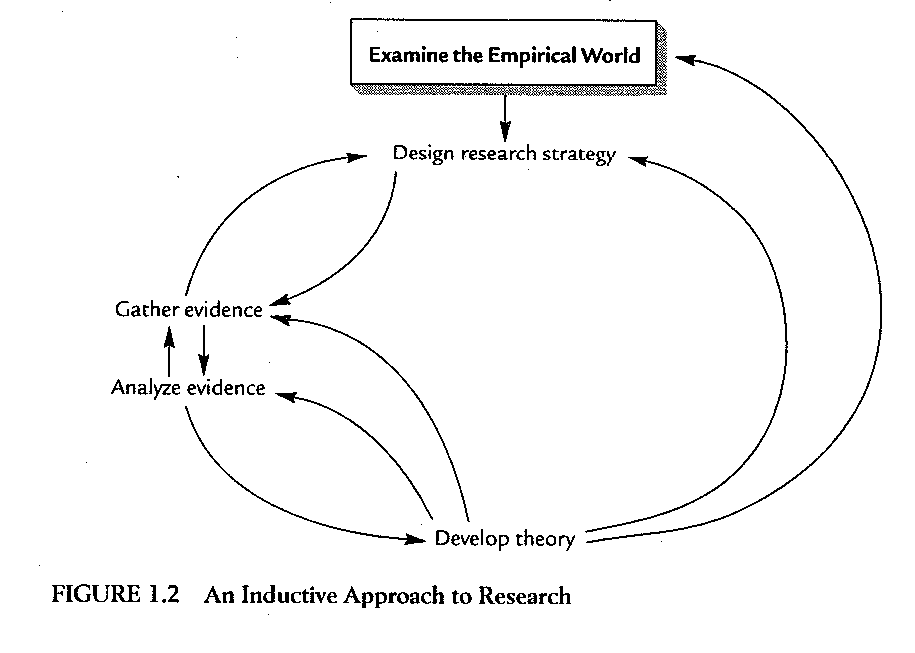 Examine the Empirical World
Design research strategy
Gather evidence
Analyze evidence
Develop theory
FIGURE 1.2 An Inductive Approach to Research